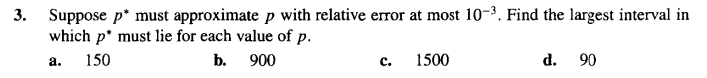 3. Suppose p* must approximate p with relative error at most 10⁻³. Find the largest interval in
which p* must lie for each value of p.
a. 150 b. 900 c. 1500 d. 90